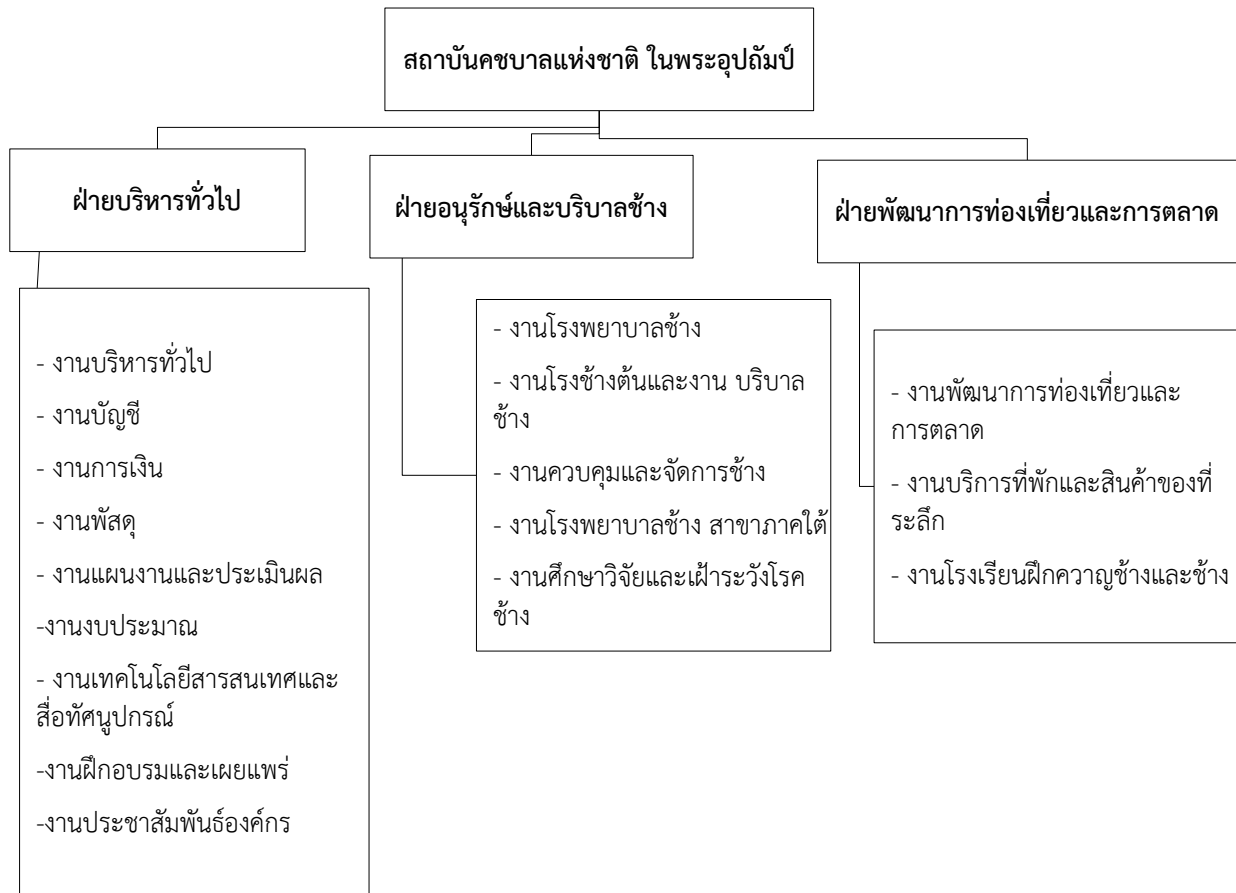 สถาบันคชบาลแห่งชาติ ในพระอุปถัมป์
ฝ่ายบริหารทั่วไป
- งานบริหารทั่วไป
- งานบัญชี
- งานการเงิน
- งานพัสดุ
- งานแผนงานและประเมินผล
-งานงบประมาณ
- งานเทคโนโลยีสารสนเทศและ
สื่อทัศนูปกรณ์
-งานฝึกอบรมและเผยแพร่
-งานประชาสัมพันธ์องค์กร
ฝ่ายอนุรักษ์และบริบาลช้าง
- งานโรงพยาบาลช้าง
- งานโรงช้างต้นและงาน บริบาล
ช้าง
- งานควบคุมและจัดการช้าง
- งานโรงพยาบาลช้าง สาขาภาคใต้
- งานศึกษาวิจัยและเฝ้าระวังโรค
ช้าง
ฝ่ายพัฒนาการท่องเที่ยวและการตลาด
- งานพัฒนาการท่องเที่ยวและ
การตลาด
- งานบริการที่พักและสินค้าของที่
ระลึก
- งานโรงเรียนฝึกควาญช้างและช้าง